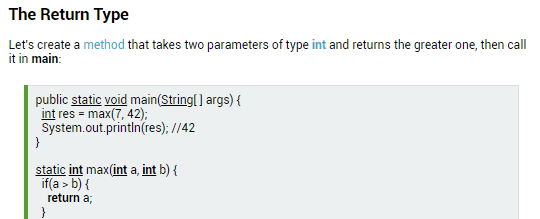 The Return Type
Let's create a method that takes two parameters of type int and returns the greater one, then call
it in main:
public static void main(String[ ] args) {
int res = max(7, 42);
System.out.println(res); //42
}
static int max(int a, int b) {
if(a > b) {
return a;
}